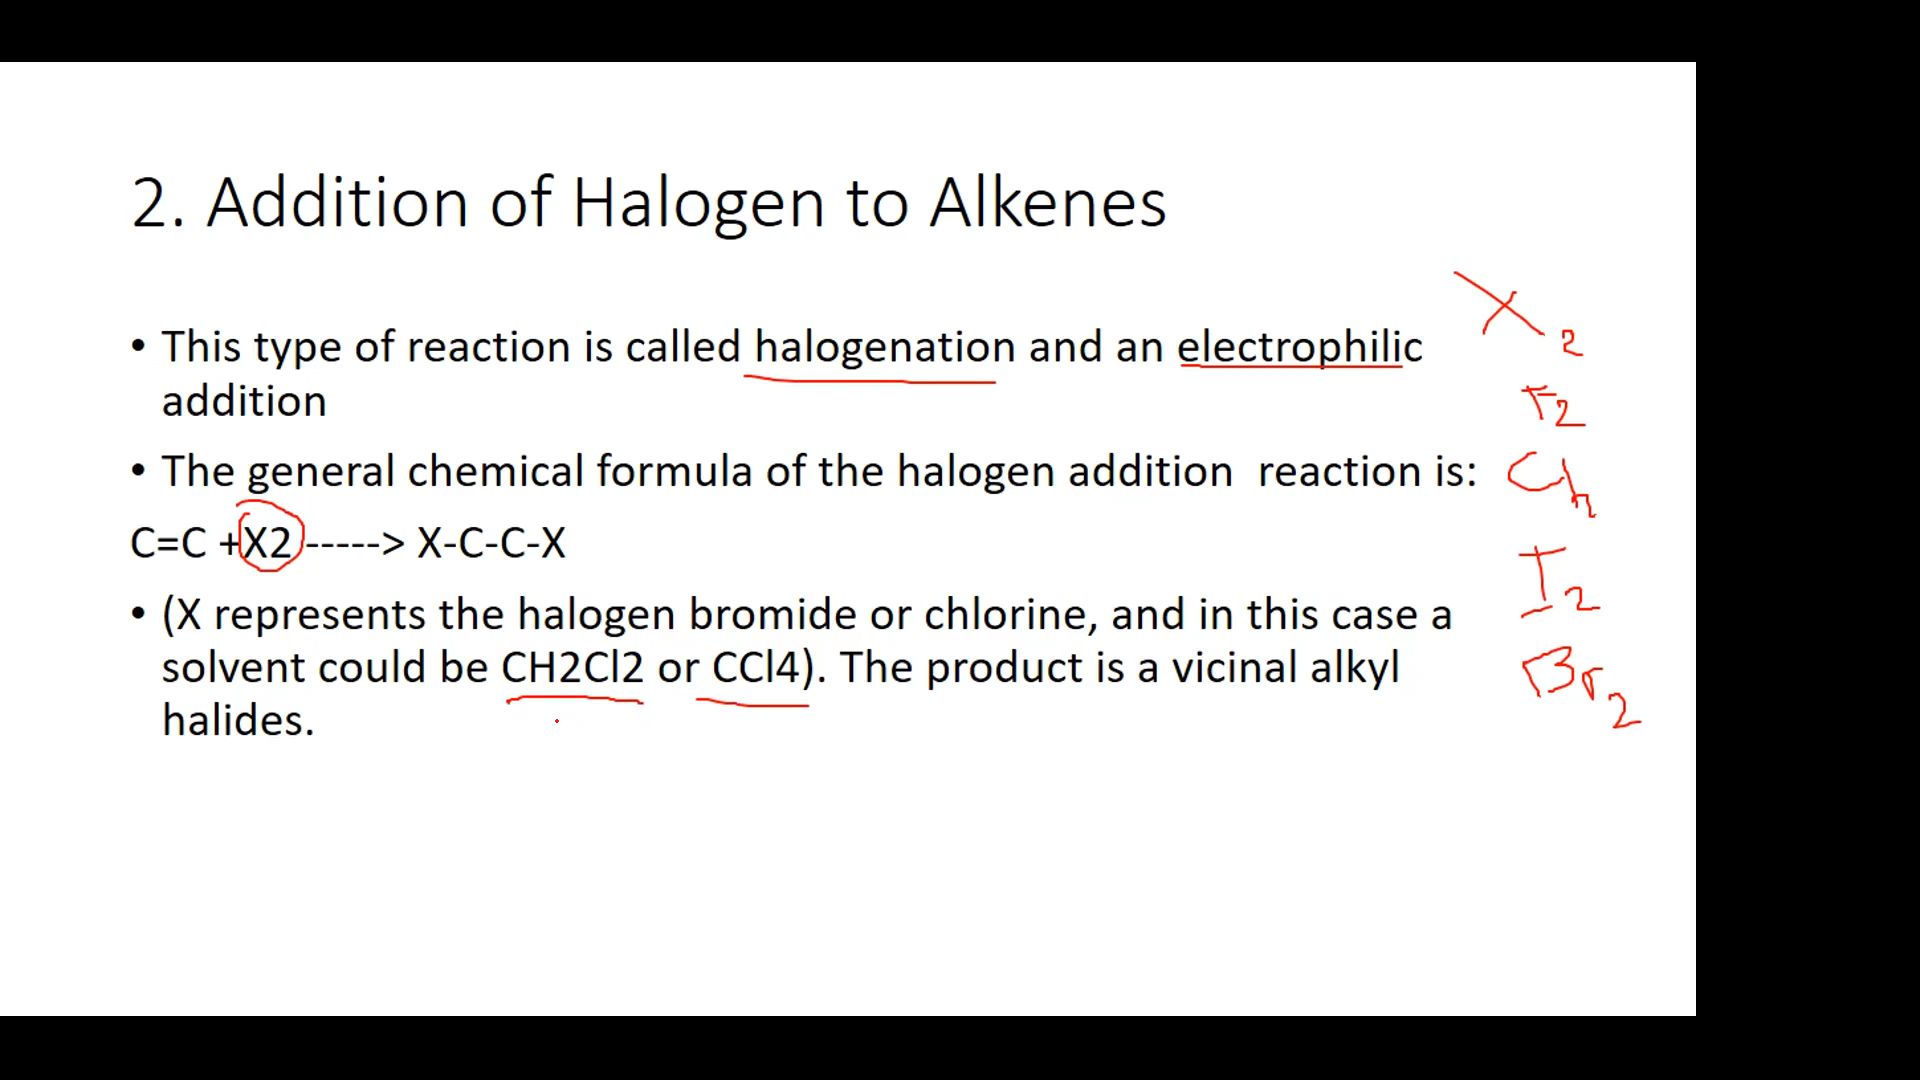 2. Addition of Halogen to Alkenes
• This type of reaction is called halogenation and an electrophilic
addition
• The general chemical formula of the halogen addition  reaction is:
C=C +X2 -----> X-C-C-X
• (X represents the halogen bromide or chlorine, and in this case a
solvent could be CH2Cl2 or CCl4). The product is a vicinal alkyl
halides.
X2
F2
Cl2
I2
Br2